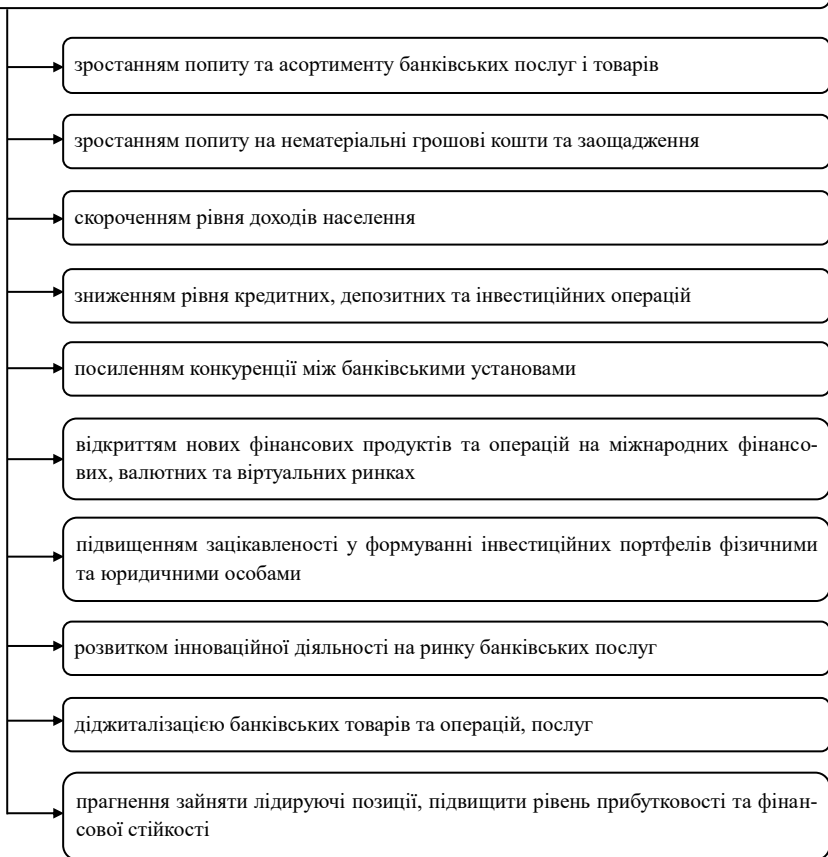 зростанням попиту та асортименту банківських послуг і товарів
зростанням попиту на нематеріальні грошові кошти та заощадження
скороченням рівня доходів населення
зниженням рівня кредитних, депозитних та інвестиційних операцій
посиленням конкуренції між банківськими установами
відкриттям нових фінансових продуктів та операцій на міжнародних фінансо-
вих, валютних та віртуальних ринках
підвищенням зацікавленості у формуванні інвестиційних портфелів фізичними
та юридичними особами
розвитком інноваційної діяльності на ринку банківських послуг
діджиталізацією банківських товарів та операцій, послуг
прагнення зайняти лідируючі позиції, підвищити рівень прибутковості та фінан-
сової стійкості